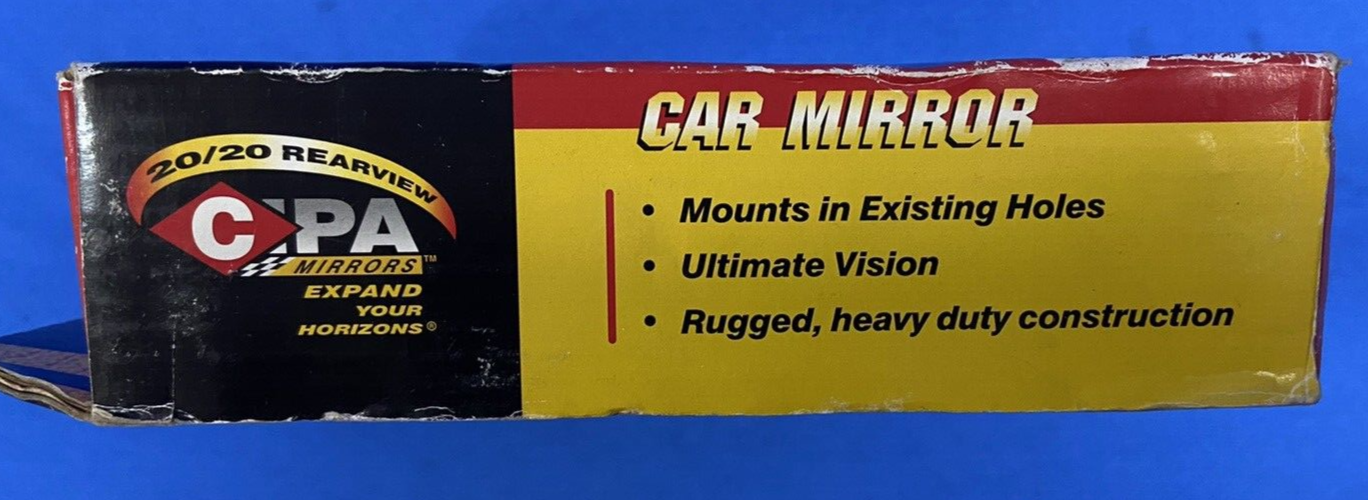 20/20 REARVIEW
CIPA
MIRRORS™
EXPAND
YOUR
HORIZONS®
CAR MIRROR
• Mounts in Existing Holes
• Ultimate Vision
• Rugged, heavy duty construction